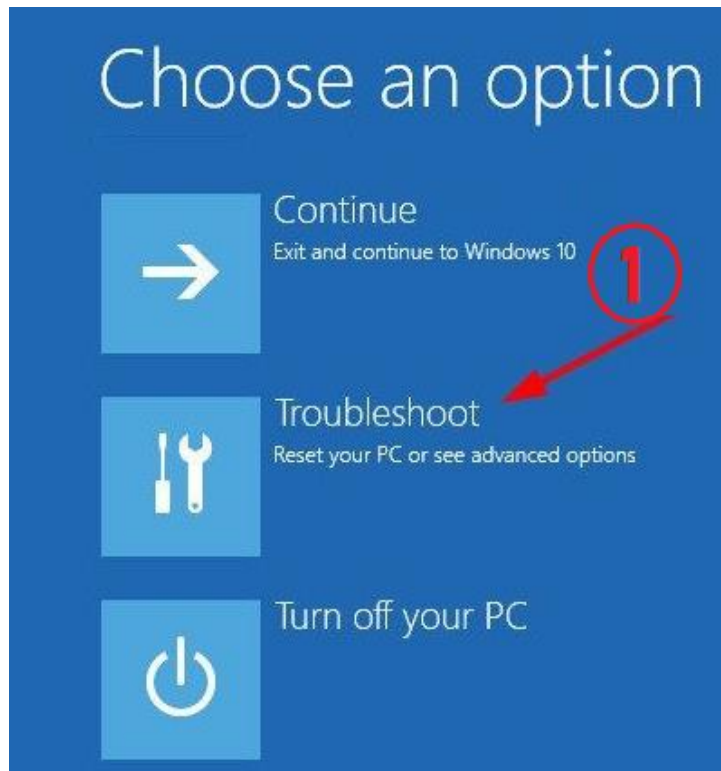 Choose an option
Continue
Exit and continue to Windows 10
1
Troubleshoot
Reset your PC or see advanced options
Turn off your PC